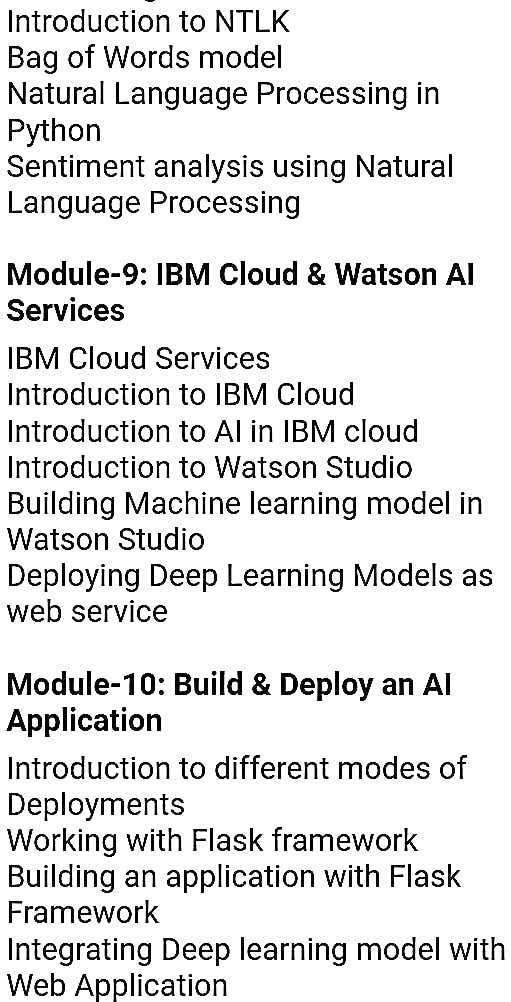 Introduction to NTLK
Bag of Words model
Natural Language Processing in
Python
Sentiment analysis using Natural
Language Processing
Module-9: IBM Cloud & Watson AI
Services
IBM Cloud Services
Introduction to IBM Cloud
Introduction to AI in IBM cloud
Introduction to Watson Studio
Building Machine learning model in
Watson Studio
Deploying Deep Learning Models as
web service
Module-10: Build & Deploy an AI
Application
Introduction to different modes of
Deployments
Working with Flask framework
Building an application with Flask
Framework
Integrating Deep learning model with
Web Application